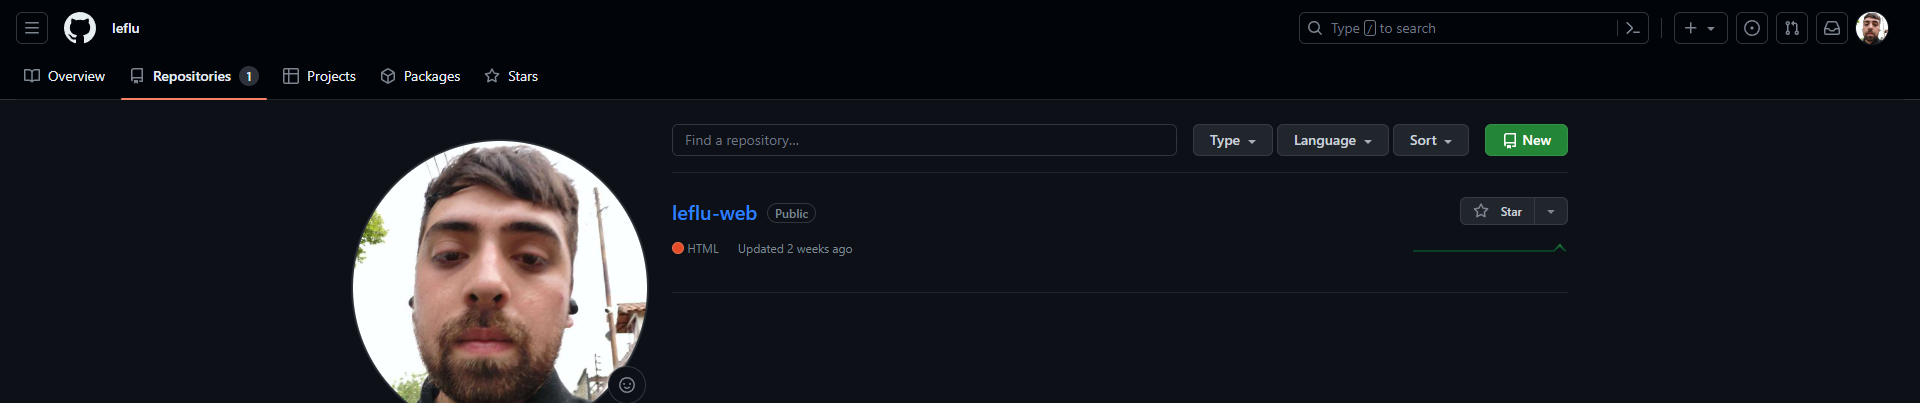 leflu
Type / to search
Overview Repositories 1 Projects Packages Stars
Find a repository... Type Language Sort New
leflu-web Public Star
HTML Updated 2 weeks ago